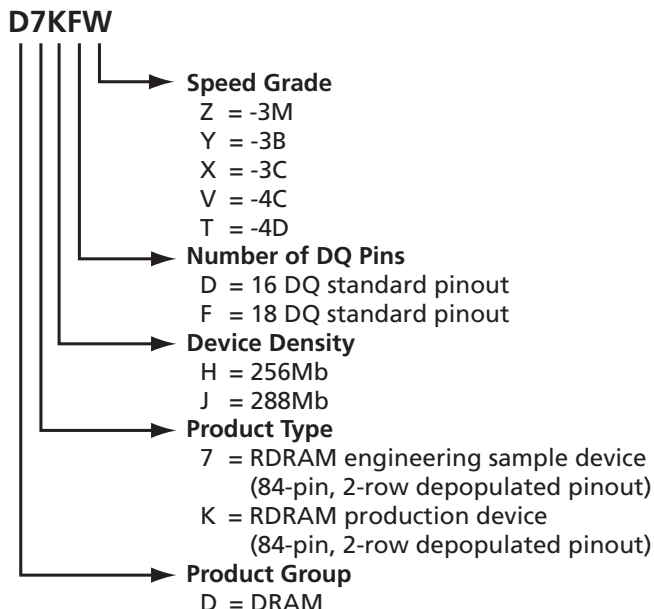 D7KFW
Speed Grade
Z = -3M
Y = -3B
X = -3C
V = -4C
T = -4D
Number of DQ Pins
D = 16 DQ standard pinout
F = 18 DQ standard pinout
Device Density
H = 256Mb
J = 288Mb
Product Type
7 = RDRAM engineering sample device
(84-pin, 2-row depopulated pinout)
K = RDRAM production device
(84-pin, 2-row depopulated pinout)
Product Group
D = DRAM